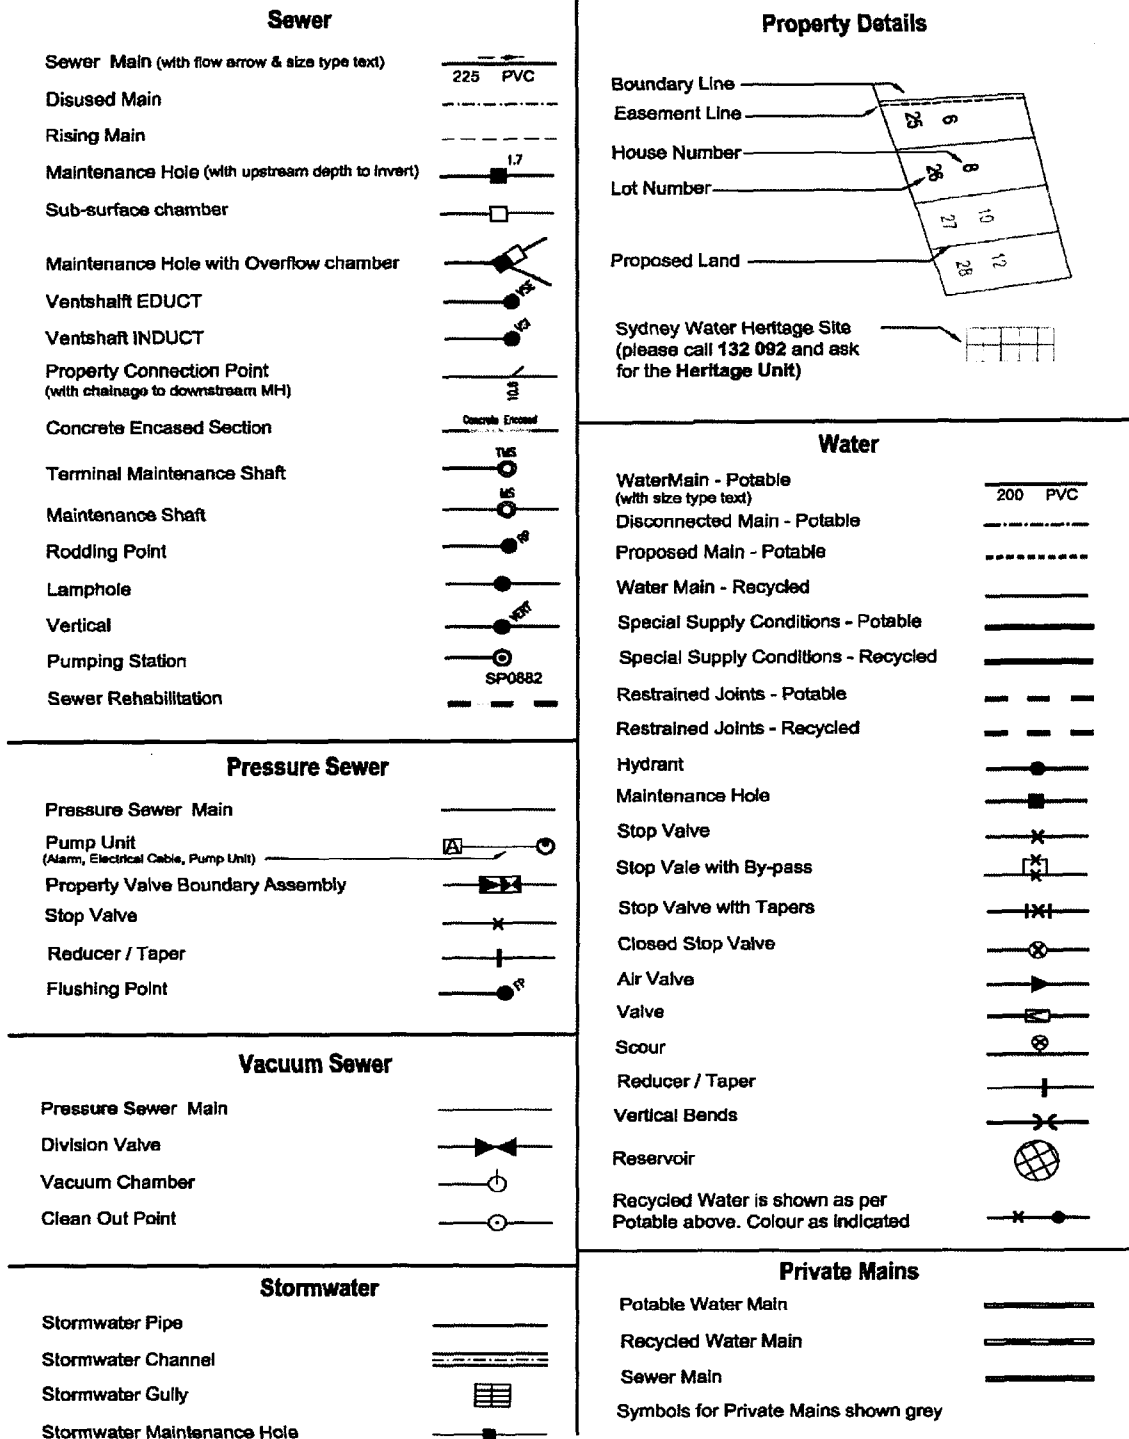 Sewer
Sewer Main (with flow arrow & size type text)
225 PVC
Disused Main
Rising Main
Maintenance Hole (with upstream depth to invert)
1.7
Sub-surface chamber
Maintenance Hole with Overflow chamber
Ventshalft EDUCT
VSE
Ventshaft INDUCT
VSI
Property Connection Point
(with chainage to downstream MH)
10.6
Concrete Encased Section
Concrete Encased
Terminal Maintenance Shaft
TMS
Maintenance Shaft
MS
Rodding Point
RP
Lamphole
Vertical
VERT
Pumping Station
SP0882
Sewer Rehabilitation
Pressure Sewer
Pressure Sewer Main
Pump Unit
(Alarm, Electrical Cable, Pump Unit)
A
Property Valve Boundary Assembly
Stop Valve
Reducer / Taper
Flushing Point
FP
Vacuum Sewer
Pressure Sewer Main
Division Valve
Vacuum Chamber
Clean Out Point
Stormwater
Stormwater Pipe
Stormwater Channel
Stormwater Gully
Stormwater Maintenance Hole
Property Details
Boundary Line
Easement Line
25 6
House Number
Lot Number
26 8
27 10
Proposed Land
28 12
Sydney Water Heritage Site
(please call 132 092 and ask
for the Heritage Unit)
Water
WaterMain - Potable
(with size type text)
200 PVC
Disconnected Main - Potable
Proposed Main - Potable
Water Main - Recycled
Special Supply Conditions - Potable
Special Supply Conditions - Recycled
Restrained Joints - Potable
Restrained Joints - Recycled
Hydrant
Maintenance Hole
Stop Valve
Stop Vale with By-pass
Stop Valve with Tapers
Closed Stop Valve
Air Valve
Valve
Scour
Reducer / Taper
Vertical Bends
Reservoir
Recycled Water is shown as per
Potable above. Colour as indicated
Private Mains
Potable Water Main
Recycled Water Main
Sewer Main
Symbols for Private Mains shown grey